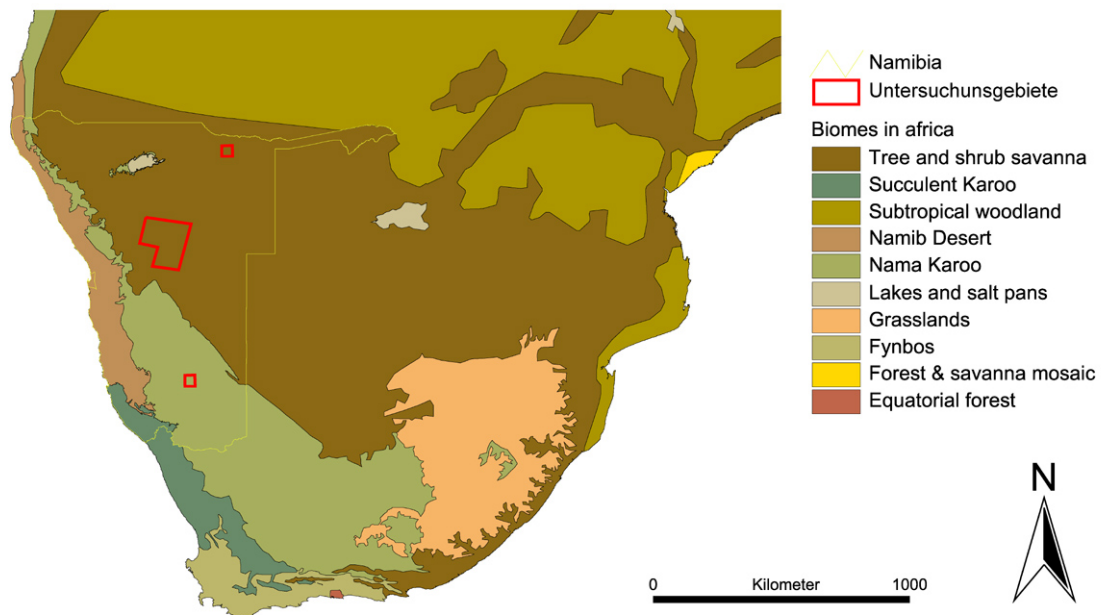 Namibia
Untersuchunsgebiete
Biomes in africa
Tree and shrub savanna
Succulent Karoo
Subtropical woodland
Namib Desert
Nama Karoo
Lakes and salt pans
Grasslands
Fynbos
Forest & savanna mosaic
Equatorial forest
N
0 Kilometer 1000